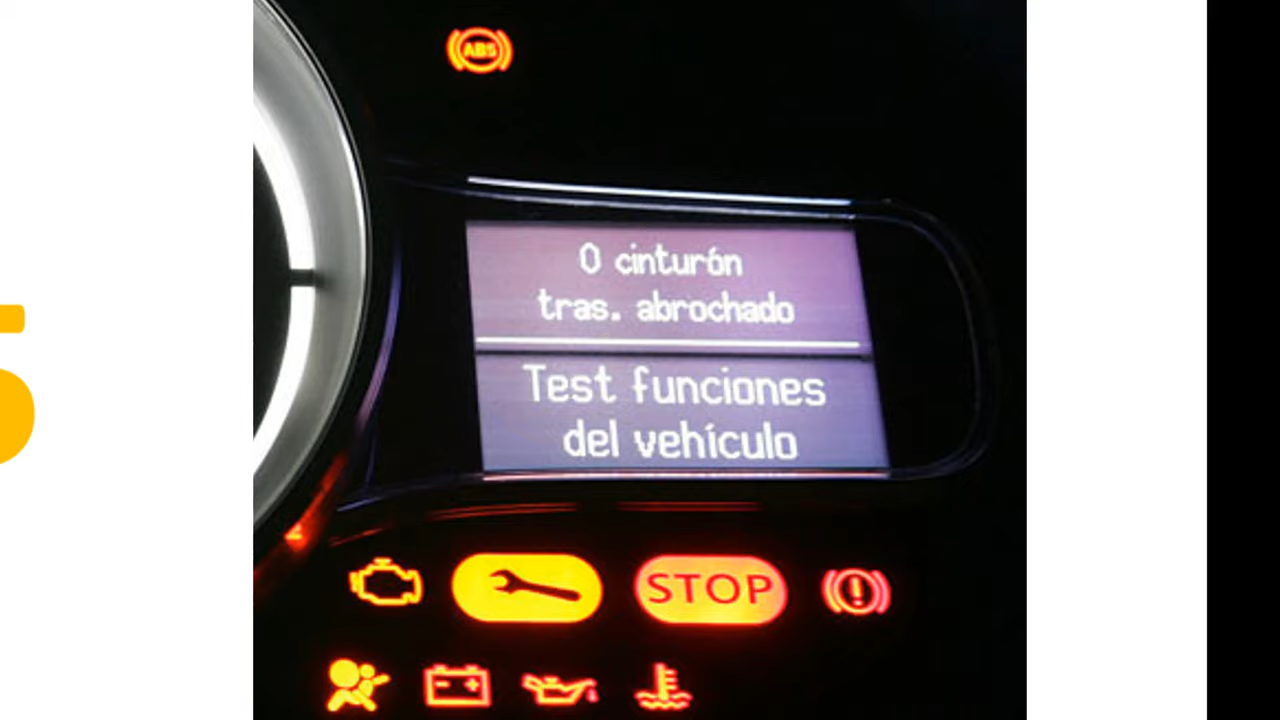 ABS
0 cinturón
tras. abrochado
Test funciones
del vehículo
STOP